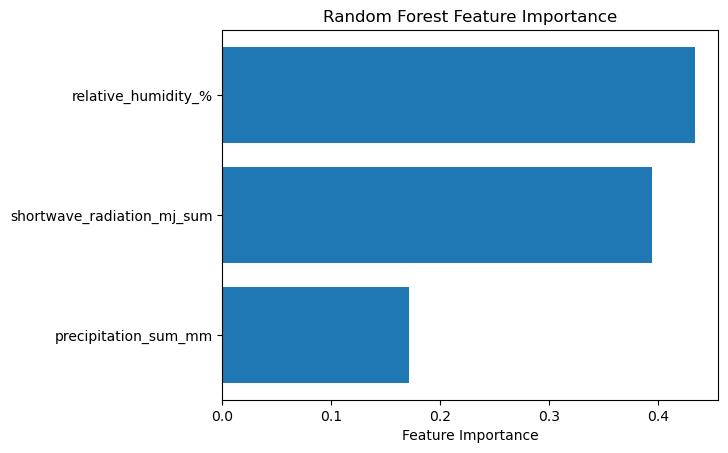 Random Forest Feature Importance
relative_humidity_%
shortwave_radiation_mj_sum
precipitation_sum_mm
0.0 0.1 0.2 0.3 0.4
Feature Importance